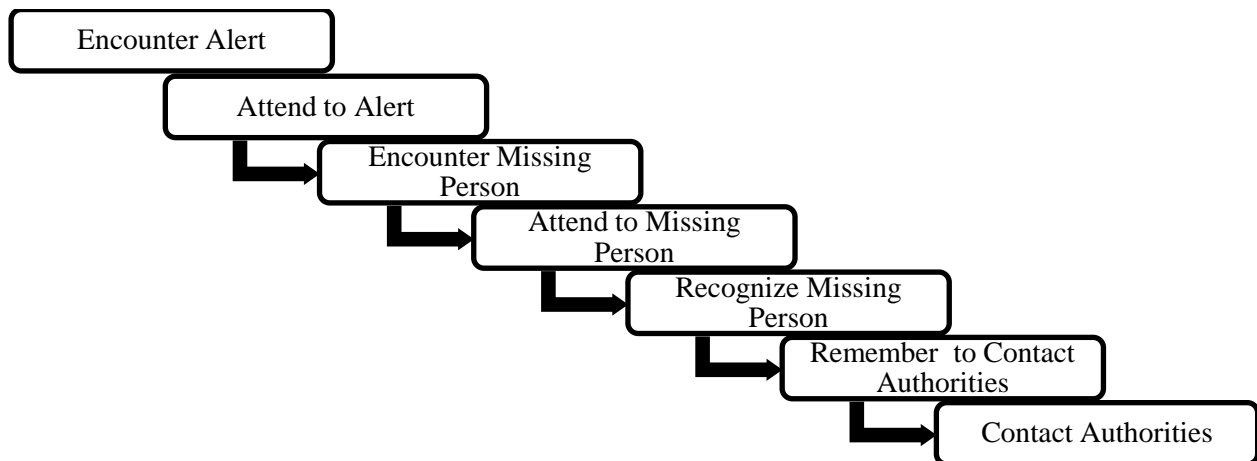 Encounter Alert
Attend to Alert
Encounter Missing
Person
Attend to Missing
Person
Recognize Missing
Person
Remember  to Contact
Authorities
Contact Authorities